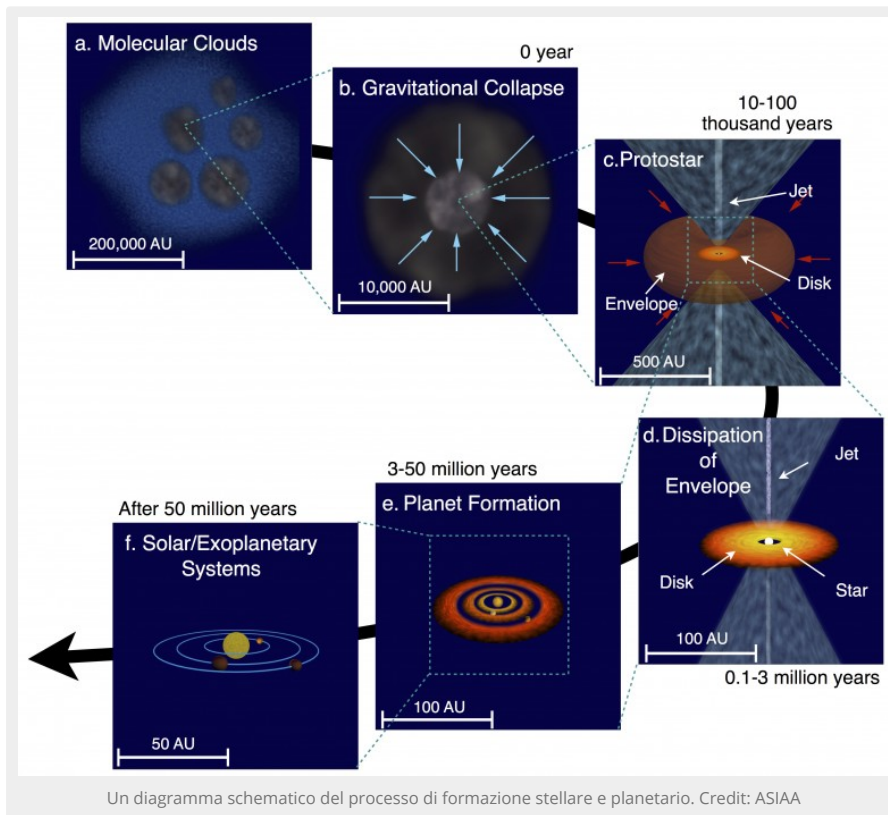 a. Molecular Clouds
200,000 AU
0 year
b. Gravitational Collapse
10,000 AU
10-100
thousand years
c.Protostar
Jet
Disk
Envelope
500 AU
d.Dissipation
of
Envelope
Jet
Disk
Star
100 AU
0.1-3 million years
3-50 million years
e. Planet Formation
100 AU
After 50 million years
f. Solar/Exoplanetary
Systems
50 AU
Un diagramma schematico del processo di formazione stellare e planetario. Credit: ASIAA